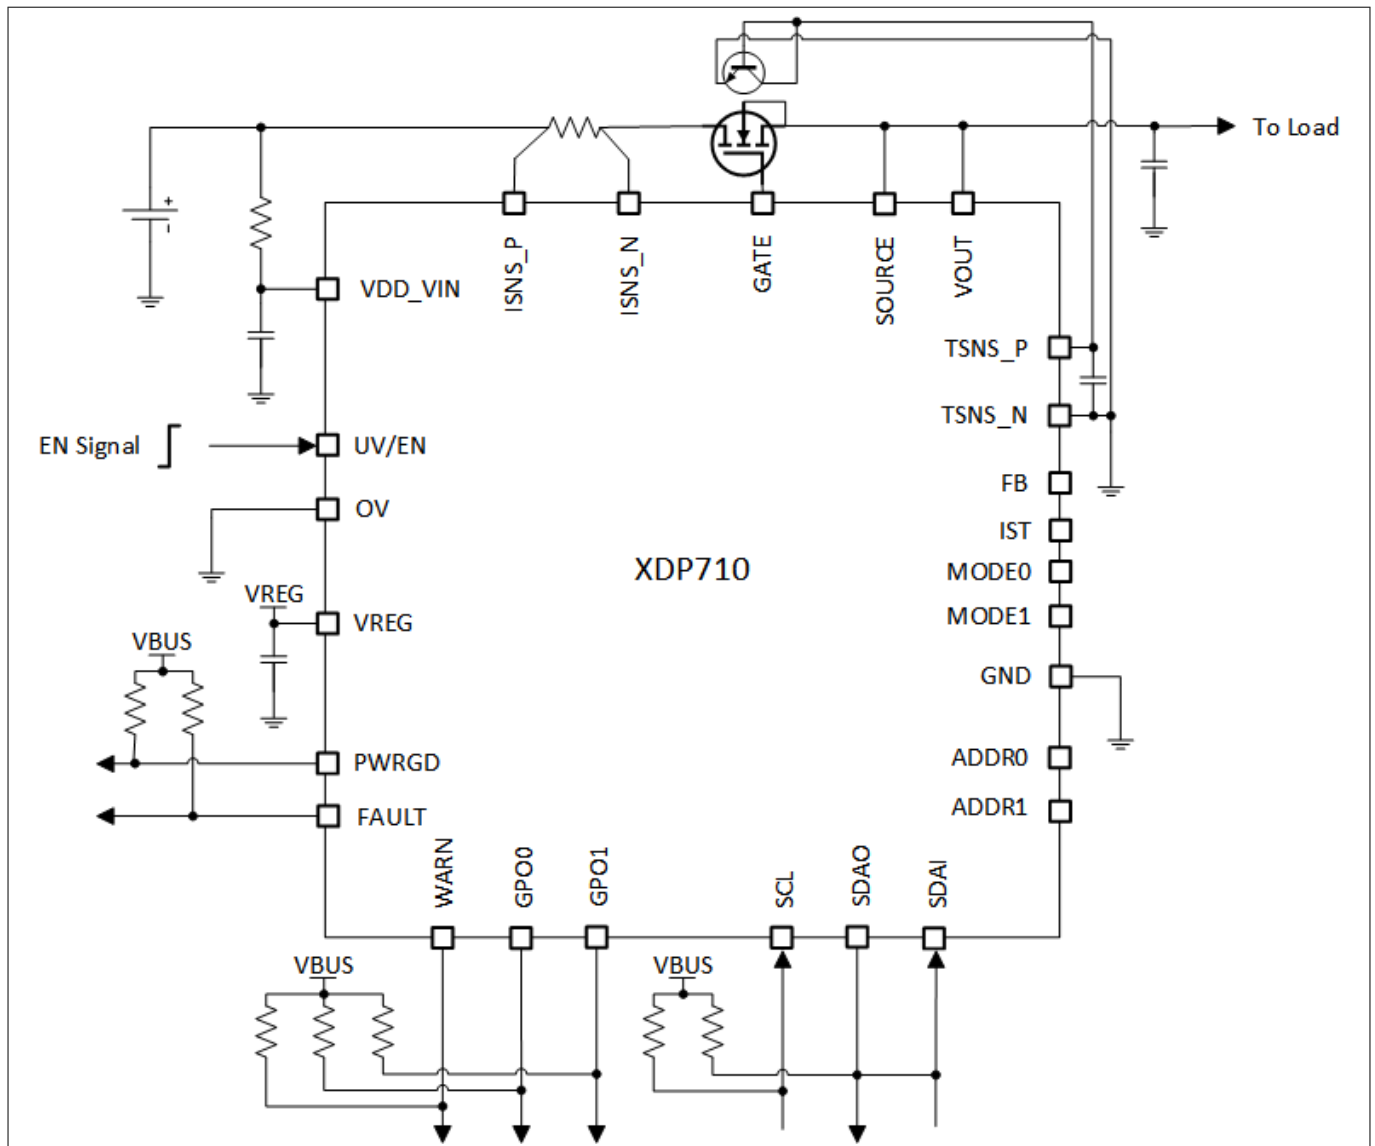 To Load
+
-
ISNS_P
ISNS_N
GATE
SOURCE
VOUT
VDD_VIN
TSNS_P
TSNS_N
EN Signal
UV/EN
OV
FB
IST
XDP710
MODE0
MODE1
VREG
VREG
VBUS
GND
PWRGD
ADDR0
FAULT
ADDR1
WARN
GPO0
GPO1
SCL
SDAO
SDAI
VBUS
VBUS